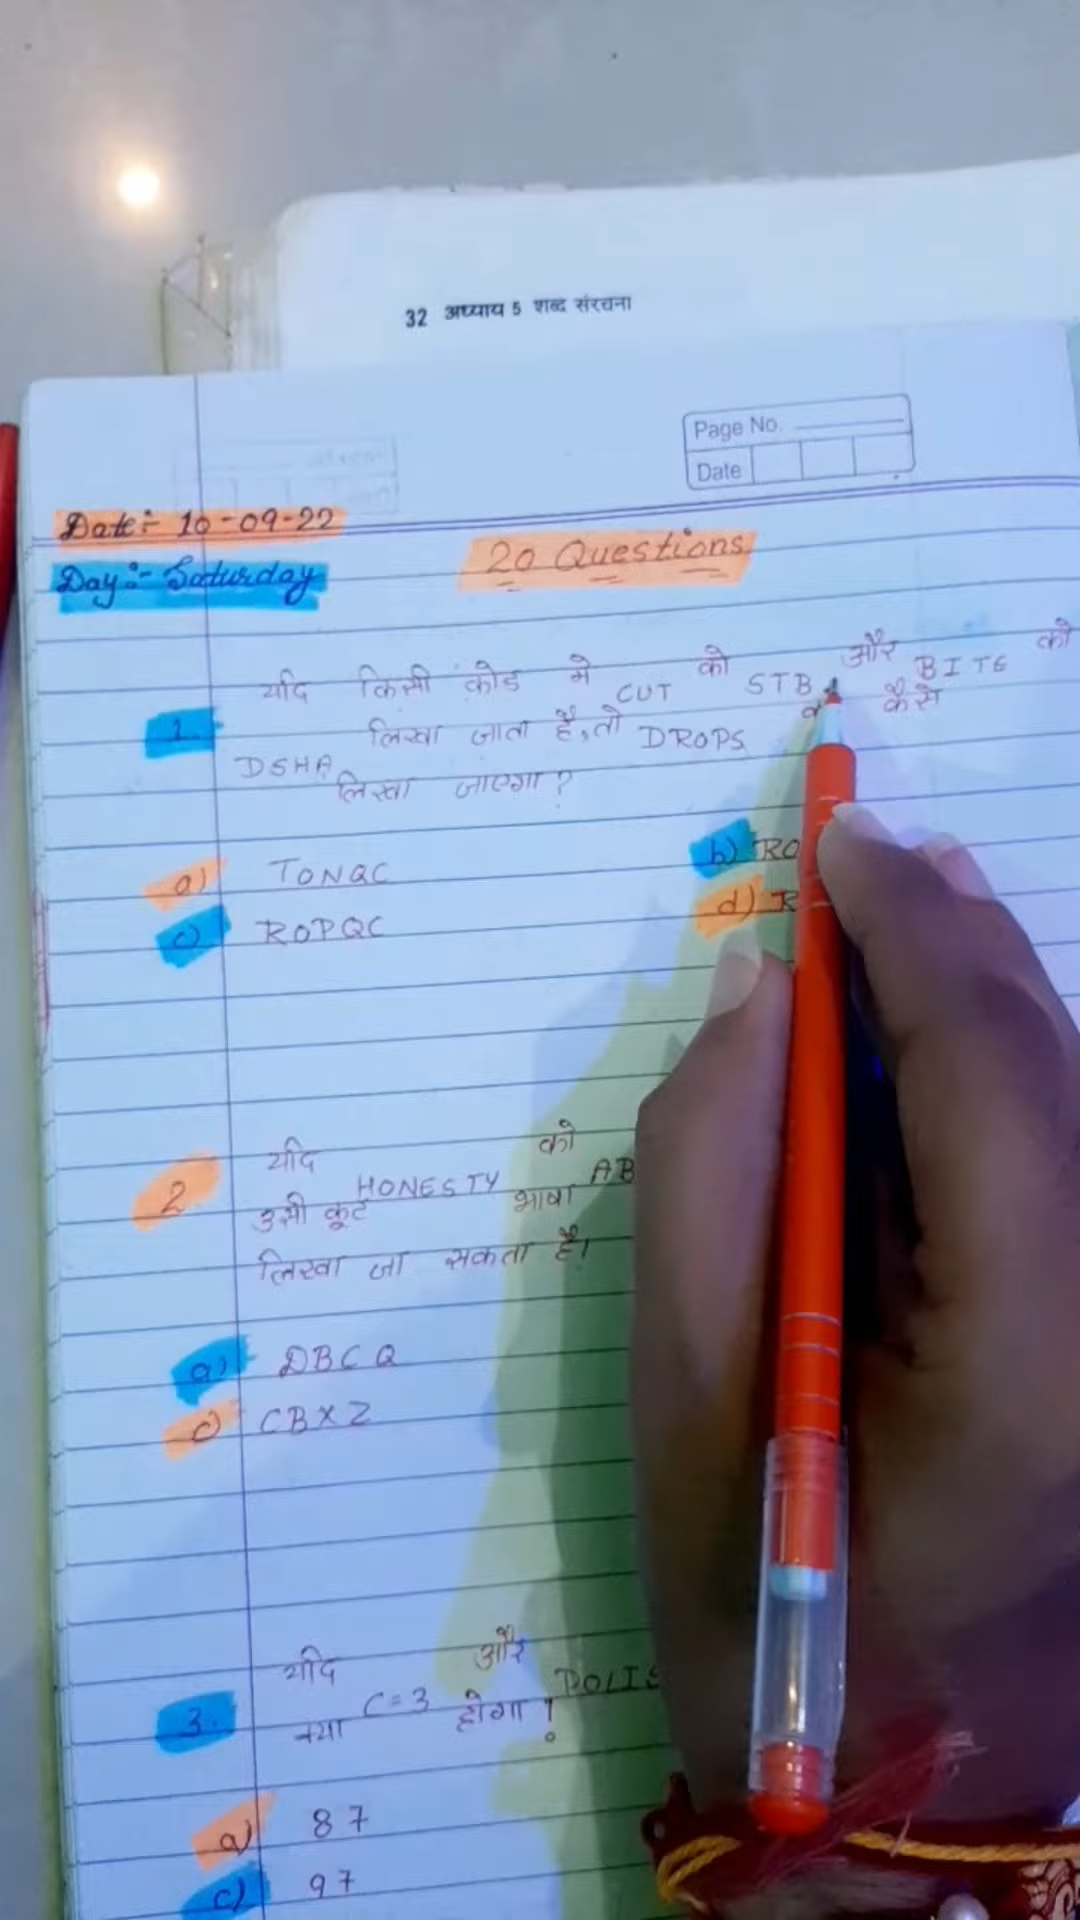 32 अध्याय 5 शब्द संरचना
Page No.
Date
Date:- 10-09-22
Day:- Saturday
20 Questions
1. यदि किसी कोड मे CUT को STB और BITE को
DSHA लिखा जाता है, तो DROPS को कैसे
लिखा जाएगा?
a) TONQC
b) RO
c) ROPQC
d) R
2 यदि HONESTY को AB
उसी कूट भाषा
लिखा जा सकता है।
a) DBCQ
c) CBXZ
3. यदि C=3 और POLIS
क्या होगा !
a) 87
c) 97